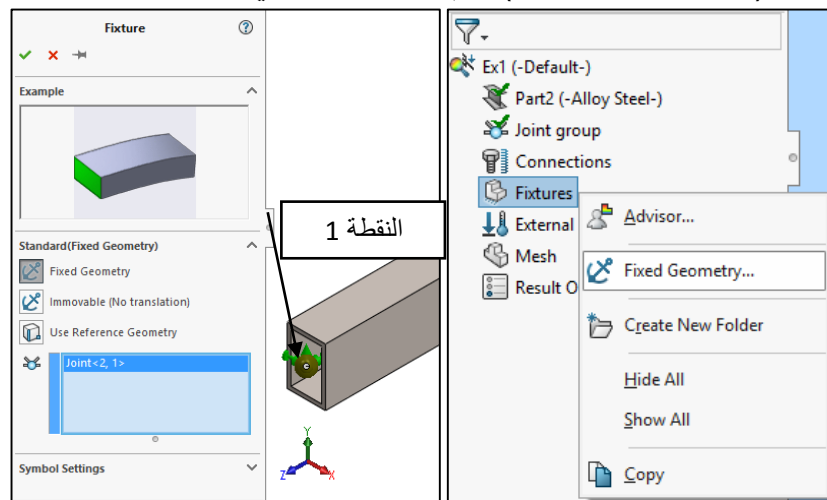 Fixture
Example
Standard(Fixed Geometry)
Fixed Geometry
Immovable (No translation)
Use Reference Geometry
Joint<2, 1>
Symbol Settings
النقطة 1
Y
Z
X
Ex1 (-Default-)
Part2 (-Alloy Steel-)
Joint group
Connections
Fixtures
External
Mesh
Result O
Advisor...
Fixed Geometry...
Create New Folder
Hide All
Show All
Copy